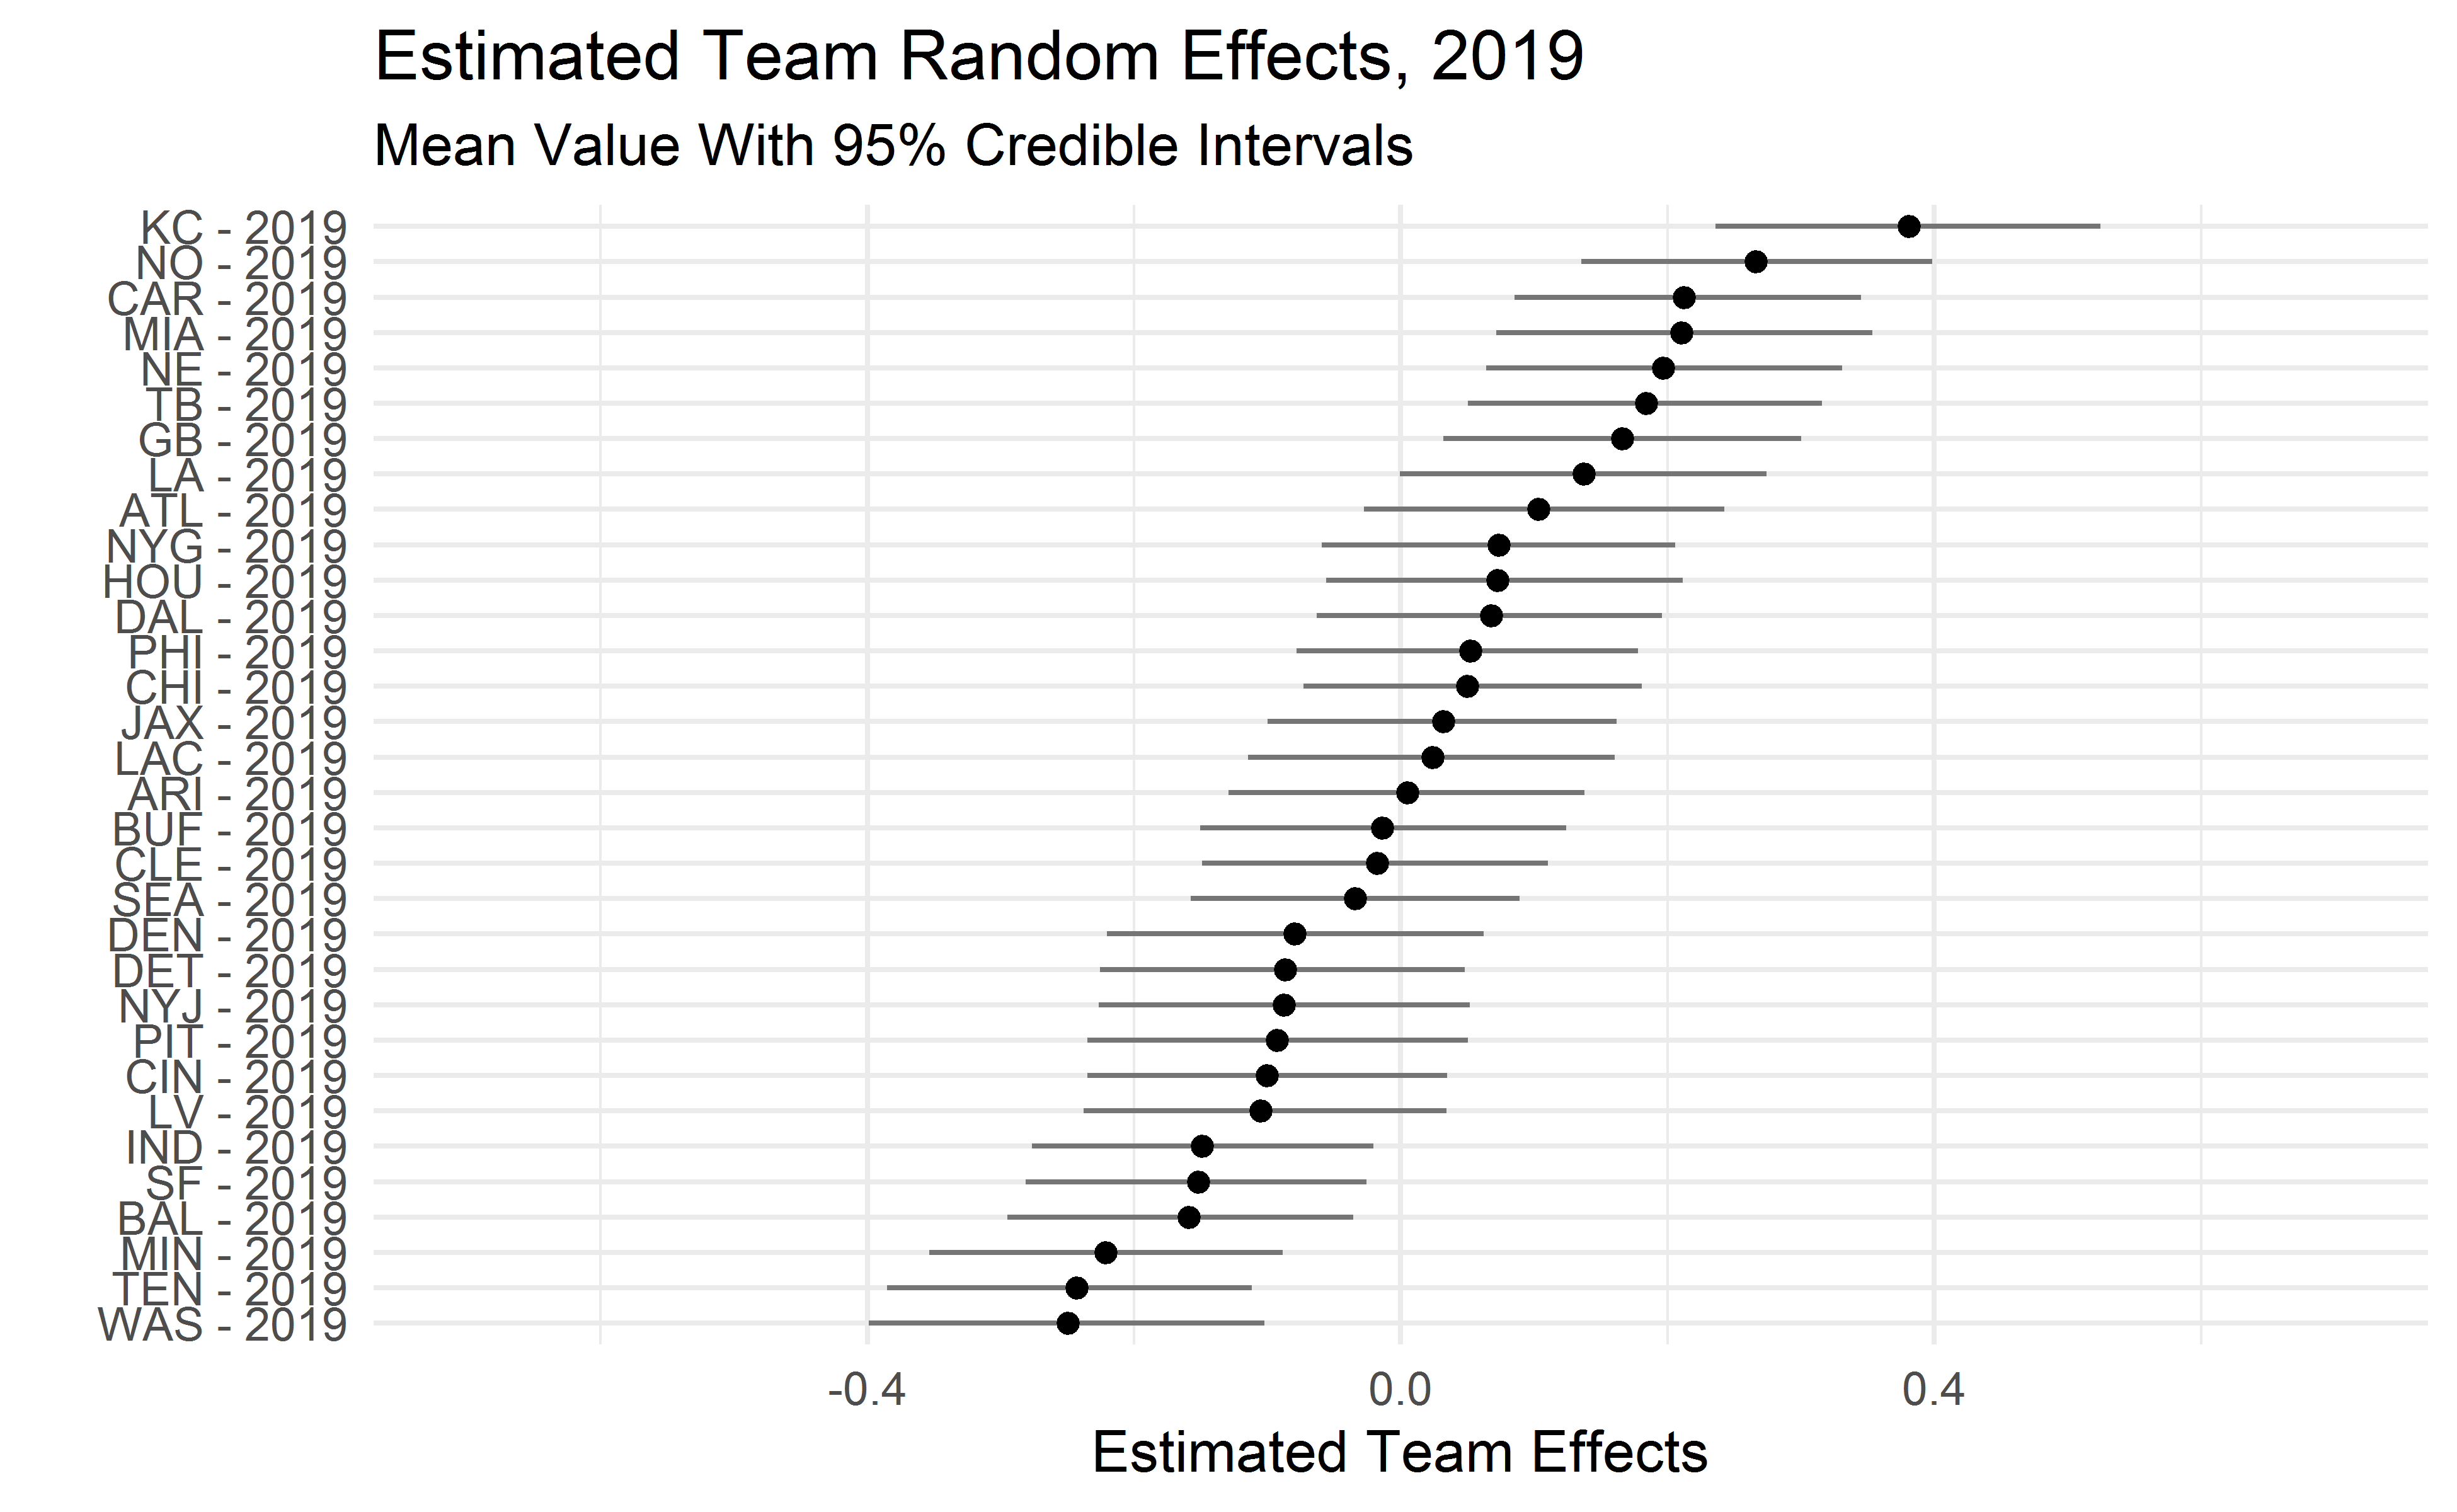 Estimated Team Random Effects, 2019
Mean Value With 95% Credible Intervals
KC - 2019
NO - 2019
CAR - 2019
MIA - 2019
NE - 2019
TB - 2019
GB - 2019
LA - 2019
ATL - 2019
NYG - 2019
HOU - 2019
DAL - 2019
PHI - 2019
CHI - 2019
JAX - 2019
LAC - 2019
ARI - 2019
BUF - 2019
CLE - 2019
SEA - 2019
DEN - 2019
DET - 2019
NYJ - 2019
PIT - 2019
CIN - 2019
LV - 2019
IND - 2019
SF - 2019
BAL - 2019
MIN - 2019
TEN - 2019
WAS - 2019
-0.4 0.0 0.4
Estimated Team Effects